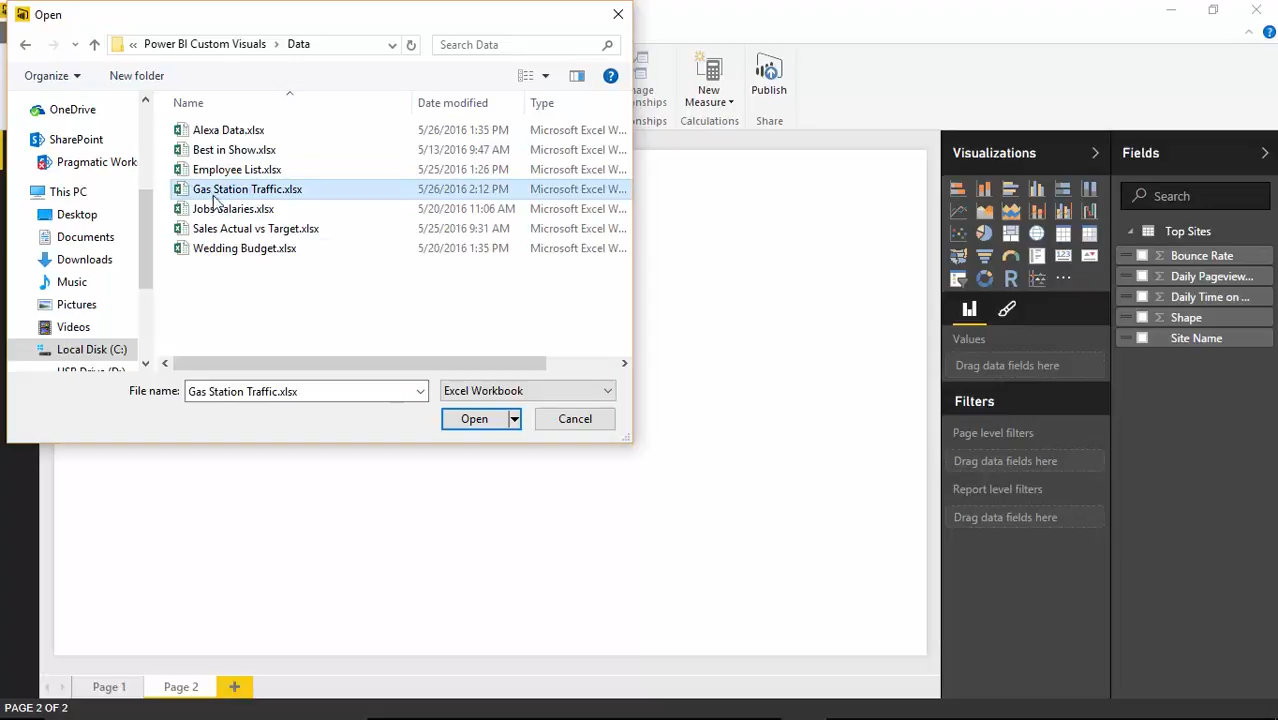 Open
Power BI Custom Visuals
Data
Search Data
Organize
New folder
Name
Date modified
Type
OneDrive
SharePoint
Pragmatic Work
This PC
Desktop
Documents
Downloads
Music
Pictures
Videos
Local Disk (C:)
Alexa Data.xlsx 5/26/2016 1:35 PM Microsoft Excel W...
Best in Show.xlsx 5/13/2016 9:47 AM Microsoft Excel W...
Employee List.xlsx 5/25/2016 1:26 PM Microsoft Excel W...
Gas Station Traffic.xlsx 5/26/2016 2:12 PM Microsoft Excel W...
Jobs Salaries.xlsx 5/20/2016 11:06 AM Microsoft Excel W...
Sales Actual vs Target.xlsx 5/25/2016 9:31 AM Microsoft Excel W...
Wedding Budget.xlsx 5/20/2016 1:35 PM Microsoft Excel W...
File name: Gas Station Traffic.xlsx
Excel Workbook
Open
Cancel
nage
onships
onships
New
Measure
Calculations
Publish
Share
Visualizations
R
Values
Drag data fields here
Filters
Page level filters
Drag data fields here
Report level filters
Drag data fields here
Fields
Search
Top Sites
Bounce Rate
Daily Pageview...
Daily Time on ...
Shape
Site Name
Page 1
Page 2
PAGE 2 OF 2